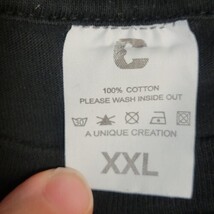 C
100% COTTON
PLEASE WASH INSIDE OUT
A UNIQUE CREATION
XXL